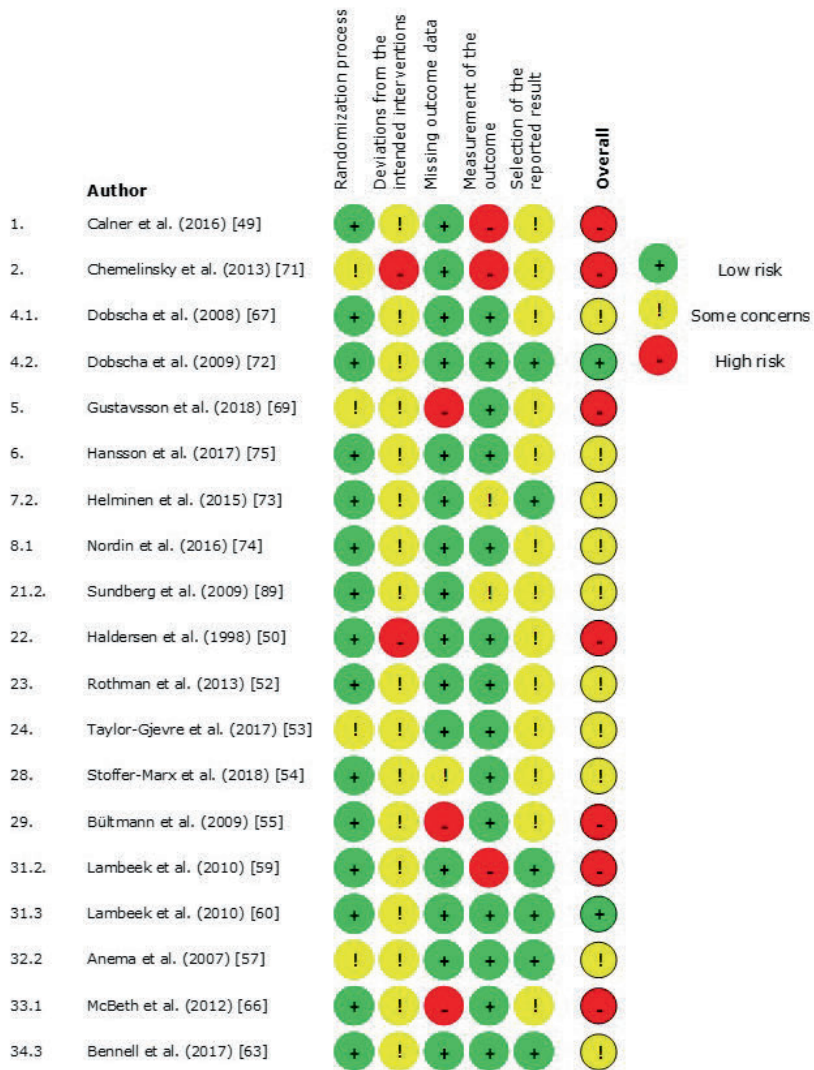 Randomization process
Deviations from the
intended interventions
Missing outcome data
Measurement of the
outcome
Selection of the
reported result
Overall
Author
1. Calner et al. (2016) [49] + ! + - ! -
2. Chemelinsky et al. (2013) [71] ! - + - ! -
4.1. Dobscha et al. (2008) [67] + ! + + ! !
4.2. Dobscha et al. (2009) [72] + ! + + + +
5. Gustavsson et al. (2018) [69] ! ! - + ! -
6. Hansson et al. (2017) [75] + ! + + ! !
7.2. Helminen et al. (2015) [73] + ! + ! + !
8.1 Nordin et al. (2016) [74] + ! + + ! !
21.2. Sundberg et al. (2009) [89] + ! + ! ! !
22. Haldersen et al. (1998) [50] + - + + ! -
23. Rothman et al. (2013) [52] + ! + + ! !
24. Taylor-Gjevre et al. (2017) [53] ! ! + + ! !
28. Stoffer-Marx et al. (2018) [54] + ! ! + ! !
29. Bültmann et al. (2009) [55] + ! - + ! -
31.2. Lambeek et al. (2010) [59] + ! + - + -
31.3 Lambeek et al. (2010) [60] + ! + + + +
32.2 Anema et al. (2007) [57] ! ! + + + !
33.1 McBeth et al. (2012) [66] + ! - + ! -
34.3 Bennell et al. (2017) [63] + ! + + + !
+ Low risk
! Some concerns
- High risk